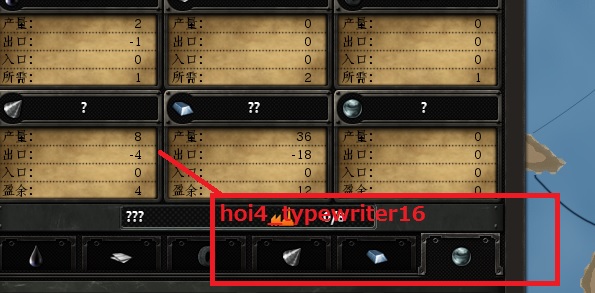 产量: 2
出口: -1
入口: 0
所需: 1
产量: 0
出口: 0
入口: 0
所需: 2
产量: 0
出口: 0
入口: 0
所需: 1
?
??
?
产量: 8
出口: -4
入口: 0
盈余: 4
产量: 36
出口: -18
入口: 0
盈余: 12
产量: 0
出口: 0
入口: 0
盈余: 0
???
hoi4_typewriter16